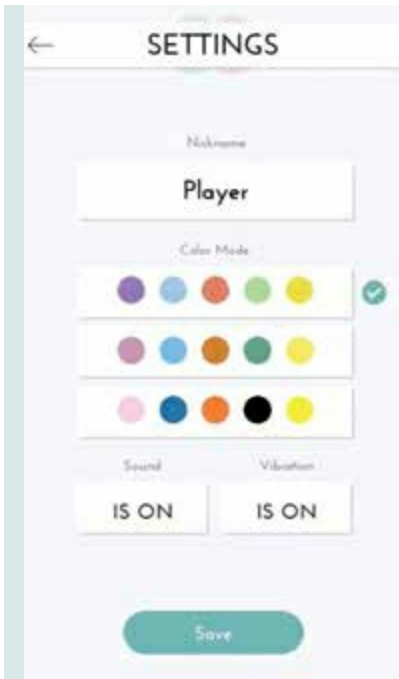 SETTINGS
Nickname
Player
Color Mode
Sound Vibration
IS ON IS ON
Save